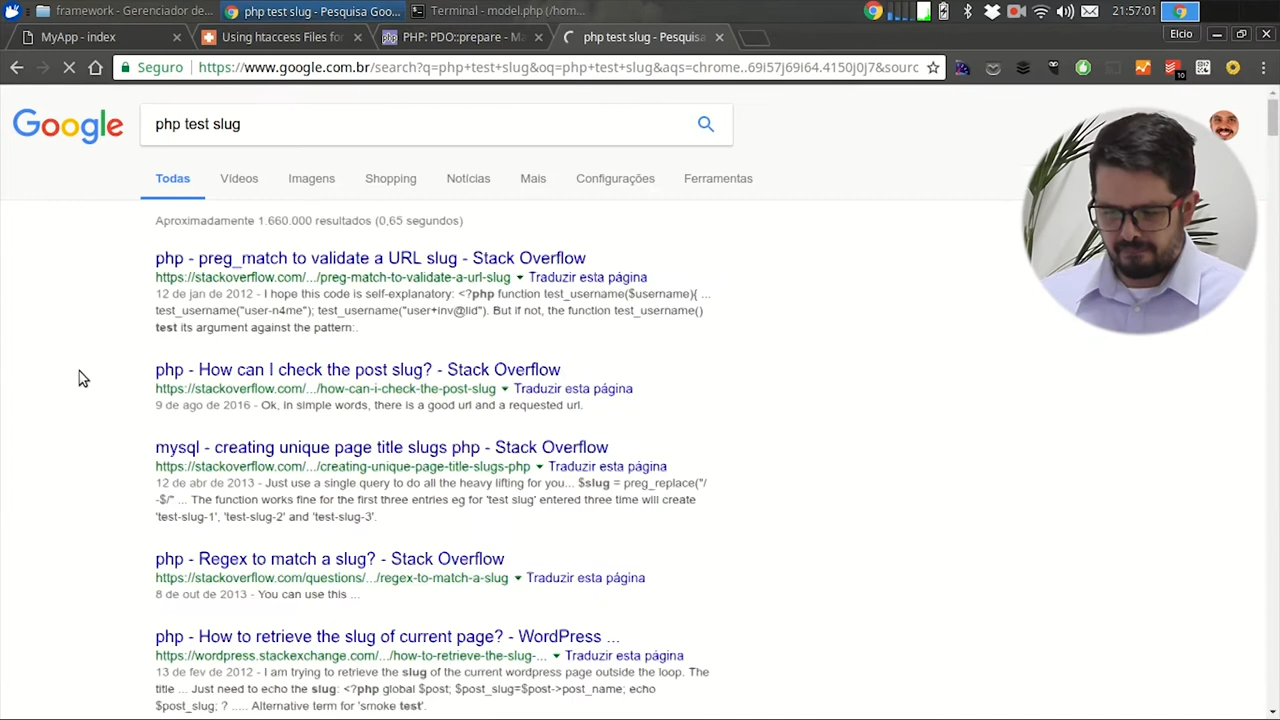 framework - Gerenciador de...
php test slug - Pesquisa Goo...
Terminal - model.php (/hom...
21:57:01
MyApp - index
Using htaccess Files for
PHP: PDO::prepare - Ma
php test slug - Pesquisa
Elcio
Seguro
https://www.google.com.br/search?q=php+test+slug&oq=php+test+slug&aqs=chrome..69i57j69i64.4150j0j7&sourc
10
Google
php test slug
Todas
Vídeos
Imagens
Shopping
Notícias
Mais
Configurações
Ferramentas
Aproximadamente 1.660.000 resultados (0,65 segundos)
php - preg_match to validate a URL slug - Stack Overflow
https://stackoverflow.com/.../preg-match-to-validate-a-url-slug Traduzir esta página
12 de jan de 2012 - I hope this code is self-explanatory: <?php function test_username($username){ ...
test_username("user-n4me"); test_username("user+inv@lid"). But if not, the function test_username()
test its argument against the pattern:.
php - How can I check the post slug? - Stack Overflow
https://stackoverflow.com/.../how-can-i-check-the-post-slug Traduzir esta página
9 de ago de 2016 - Ok, in simple words, there is a good url and a requested url.
mysql - creating unique page title slugs php - Stack Overflow
https://stackoverflow.com/.../creating-unique-page-title-slugs-php Traduzir esta página
12 de abr de 2013 - Just use a single query to do all the heavy lifting for you... $slug = preg_replace("/
-$/" ... The function works fine for the first three entries eg for 'test slug' entered three time will create
'test-slug-1', 'test-slug-2' and 'test-slug-3'.
php - Regex to match a slug? - Stack Overflow
https://stackoverflow.com/questions/.../regex-to-match-a-slug Traduzir esta página
8 de out de 2013 - You can use this ...
php - How to retrieve the slug of current page? - WordPress ...
https://wordpress.stackexchange.com/.../how-to-retrieve-the-slug-... Traduzir esta página
13 de fev de 2012 - I am trying to retrieve the slug of the current wordpress page outside the loop. The
title ... Just need to echo the slug: <?php global $post; $post_slug=$post->post_name; echo
$post_slug; ? ..... Alternative term for 'smoke test'.